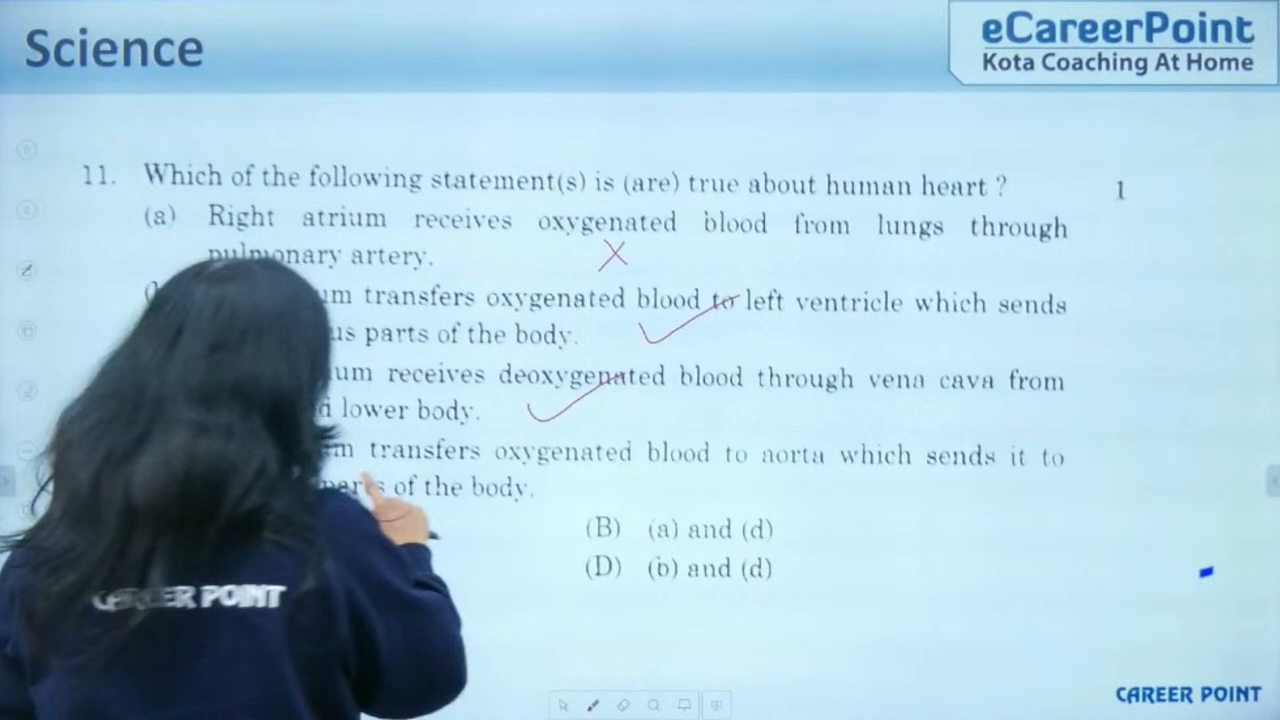 Science
eCareerPoint
Kota Coaching At Home
11. Which of the following statement(s) is (are) true about human heart ? 1
(a) Right atrium receives oxygenated blood from lungs through
pulmonary artery.
transfers oxygenated blood to left ventricle which sends
parts of the body.
receives deoxygenated blood through vena cava from
lower body.
transfers oxygenated blood to aorta which sends it to
parts of the body.
(B) (a) and (d)
(D) (b) and (d)
CAREER POINT
CAREER POINT